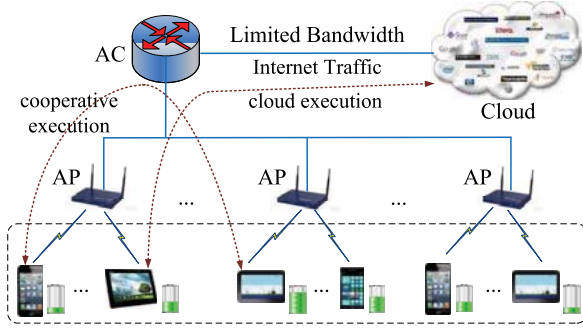 AC
Limited Bandwidth
Internet Traffic
cooperative
execution
cloud execution
Cloud
AP
...
AP
...
AP
...
...
...